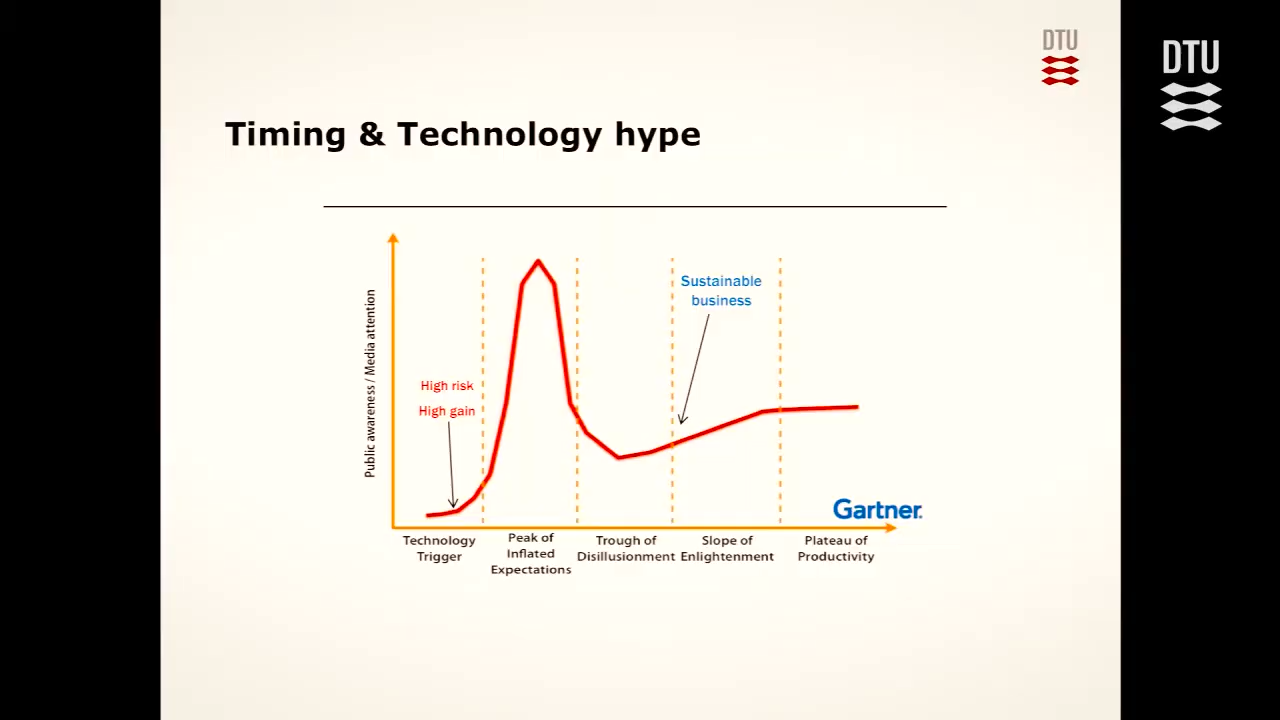 DTU
DTU
Timing & Technology hype
Public awareness / Media attention
High risk
High gain
Sustainable
business
Gartner.
Technology
Trigger
Peak of
Inflated
Expectations
Trough of
Disillusionment
Slope of
Enlightenment
Plateau of
Productivity